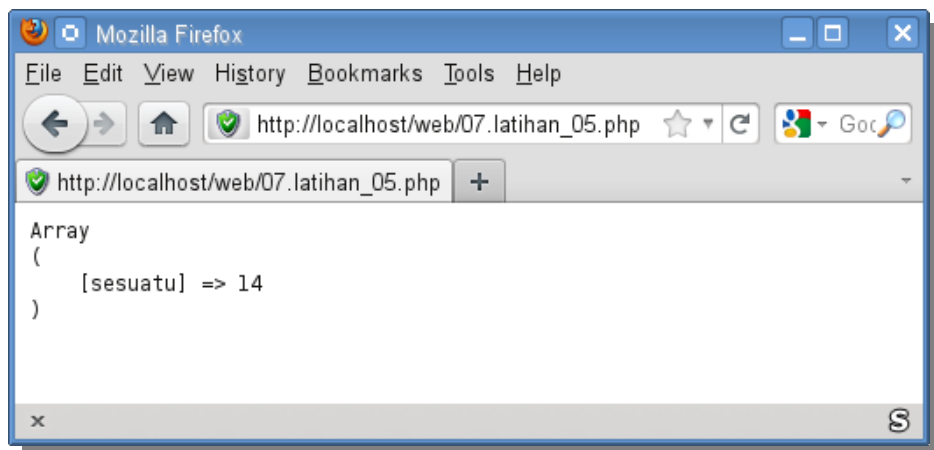 Mozilla Firefox
File Edit View History Bookmarks Tools Help
http://localhost/web/07.latihan_05.php
http://localhost/web/07.latihan_05.php +
Array
(
[sesuatu] => l4
)
x S